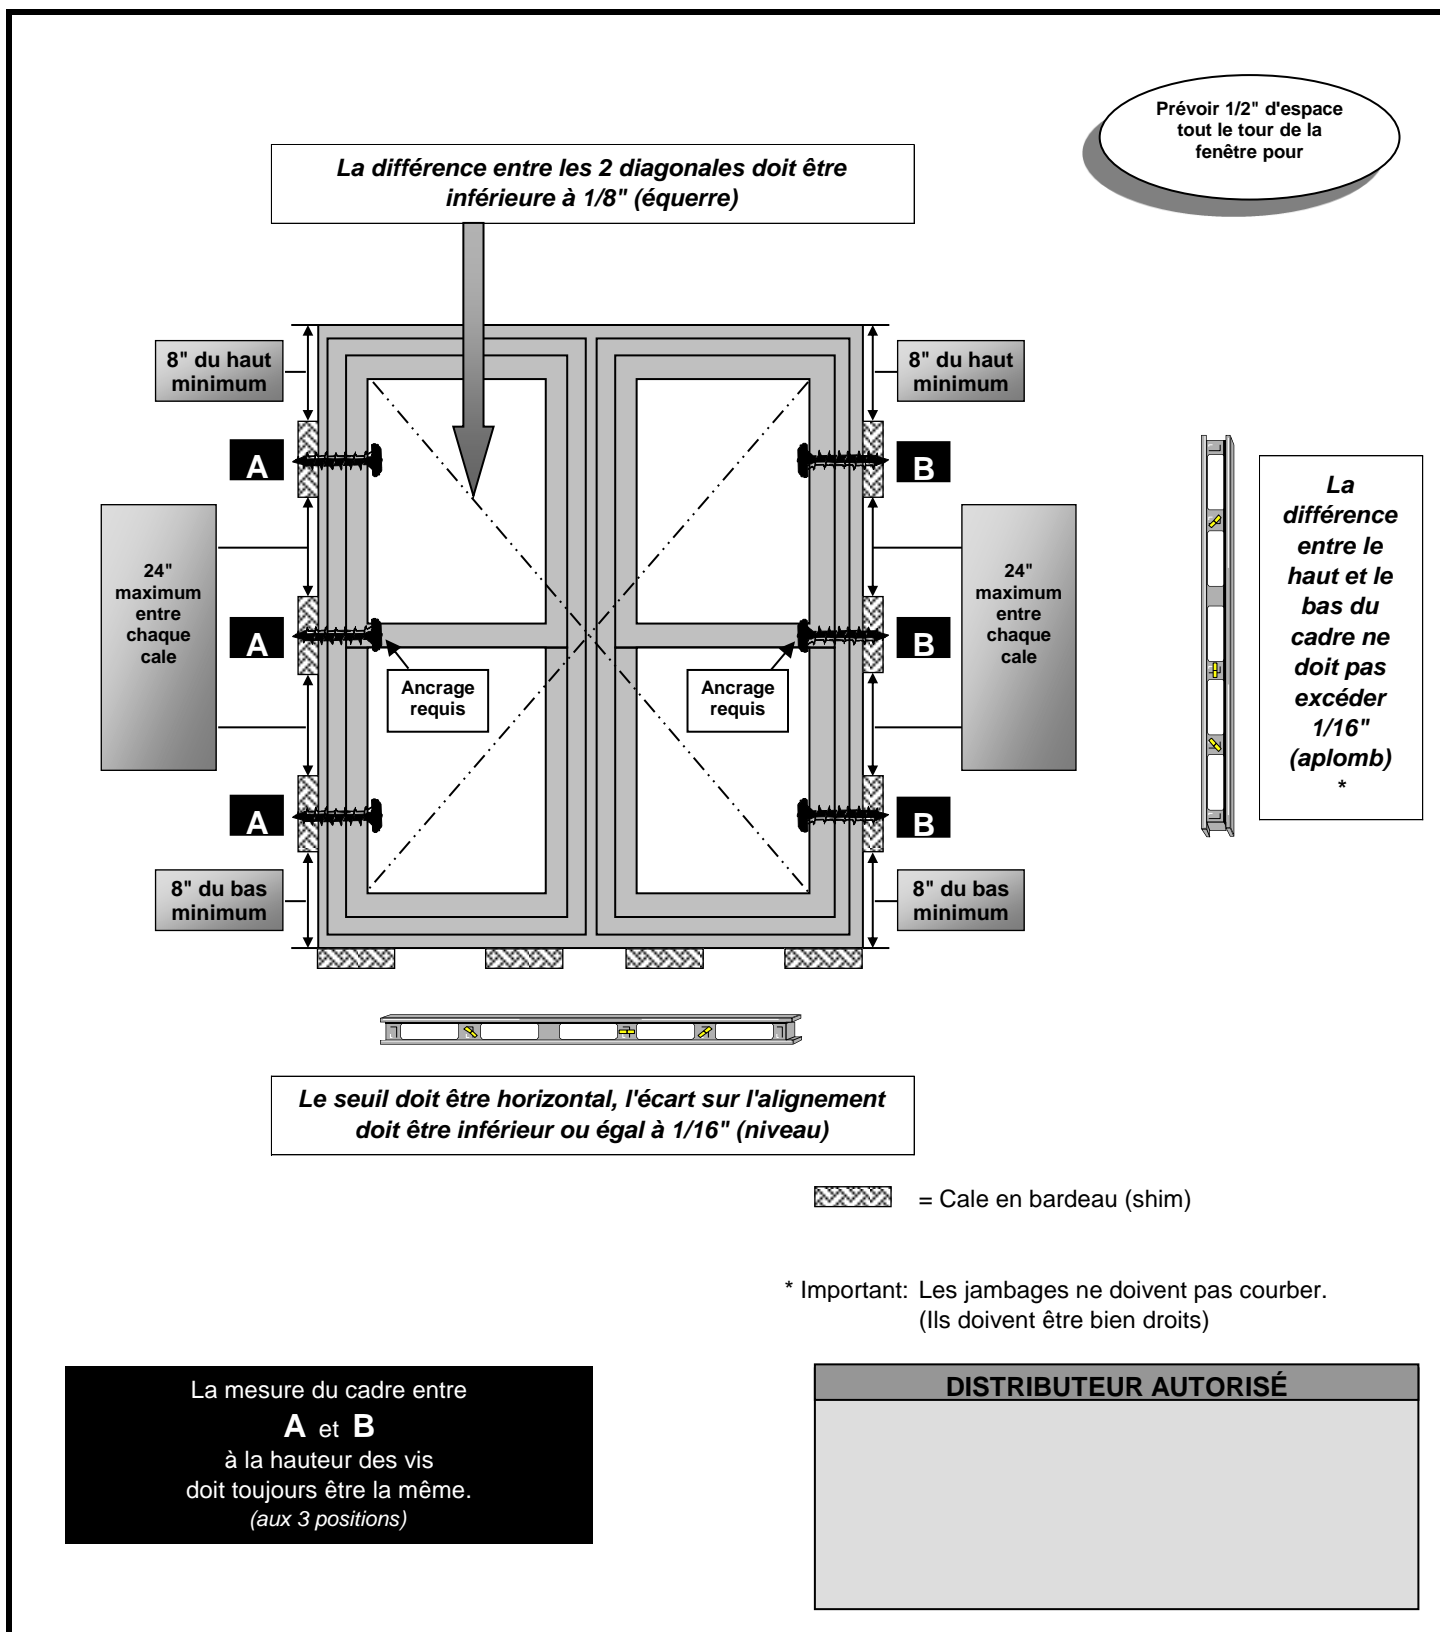 Prévoir 1/2" d'espace
tout le tour de la
fenêtre pour
La différence entre les 2 diagonales doit être
inférieure à 1/8" (équerre)
8" du haut
minimum
8" du haut
minimum
A
B
24"
maximum
entre
chaque
cale
24"
maximum
entre
chaque
cale
La
différence
entre le
haut et le
bas du
cadre ne
doit pas
excéder
1/16"
(aplomb)
*
A
B
Ancrage
requis
Ancrage
requis
A
B
8" du bas
minimum
8" du bas
minimum
Le seuil doit être horizontal, l'écart sur l'alignement
doit être inférieur ou égal à 1/16" (niveau)
= Cale en bardeau (shim)
* Important: Les jambages ne doivent pas courber.
(Ils doivent être bien droits)
La mesure du cadre entre
A et B
à la hauteur des vis
doit toujours être la même.
(aux 3 positions)
DISTRIBUTEUR AUTORISÉ